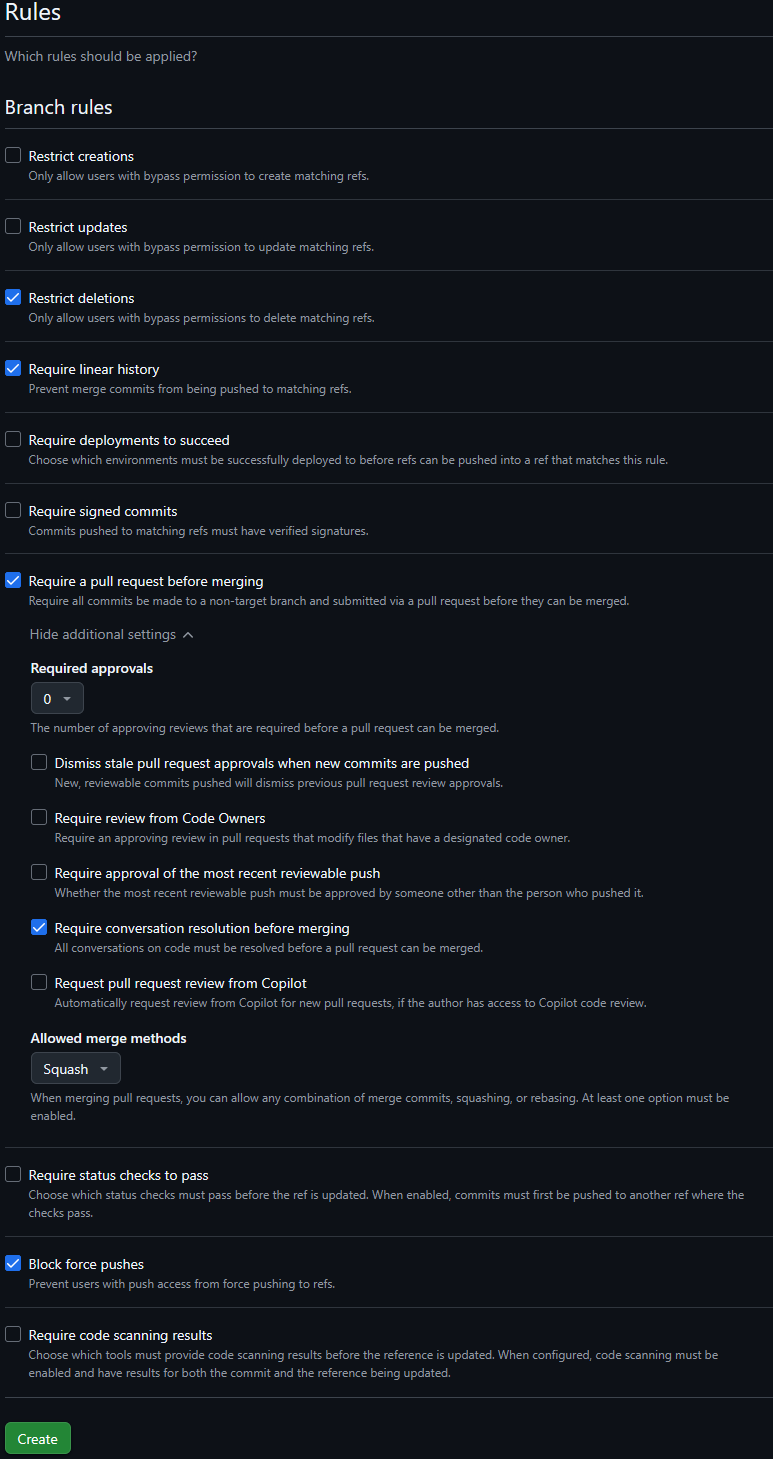 Rules
Which rules should be applied?
Branch rules
Restrict creations
Only allow users with bypass permission to create matching refs.
Restrict updates
Only allow users with bypass permission to update matching refs.
Restrict deletions
Only allow users with bypass permissions to delete matching refs.
Require linear history
Prevent merge commits from being pushed to matching refs.
Require deployments to succeed
Choose which environments must be successfully deployed to before refs can be pushed into a ref that matches this rule.
Require signed commits
Commits pushed to matching refs must have verified signatures.
Require a pull request before merging
Require all commits be made to a non-target branch and submitted via a pull request before they can be merged.
Hide additional settings
Required approvals
0
The number of approving reviews that are required before a pull request can be merged.
Dismiss stale pull request approvals when new commits are pushed
New, reviewable commits pushed will dismiss previous pull request review approvals.
Require review from Code Owners
Require an approving review in pull requests that modify files that have a designated code owner.
Require approval of the most recent reviewable push
Whether the most recent reviewable push must be approved by someone other than the person who pushed it.
Require conversation resolution before merging
All conversations on code must be resolved before a pull request can be merged.
Request pull request review from Copilot
Automatically request review from Copilot for new pull requests, if the author has access to Copilot code review.
Allowed merge methods
Squash
When merging pull requests, you can allow any combination of merge commits, squashing, or rebasing. At least one option must be
enabled.
Require status checks to pass
Choose which status checks must pass before the ref is updated. When enabled, commits must first be pushed to another ref where the
checks pass.
Block force pushes
Prevent users with push access from force pushing to refs.
Require code scanning results
Choose which tools must provide code scanning results before the reference is updated. When configured, code scanning must be
enabled and have results for both the commit and the reference being updated.
Create